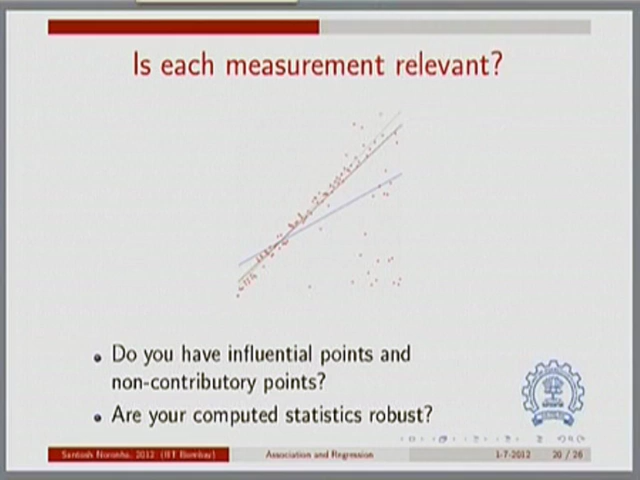 Is each measurement relevant?
Do you have influential points and
non-contributory points?
Are your computed statistics robust?
Santosh Noronha, 2012 (IIT Bombay)
Association and Regression
1-7-2012
20 / 26